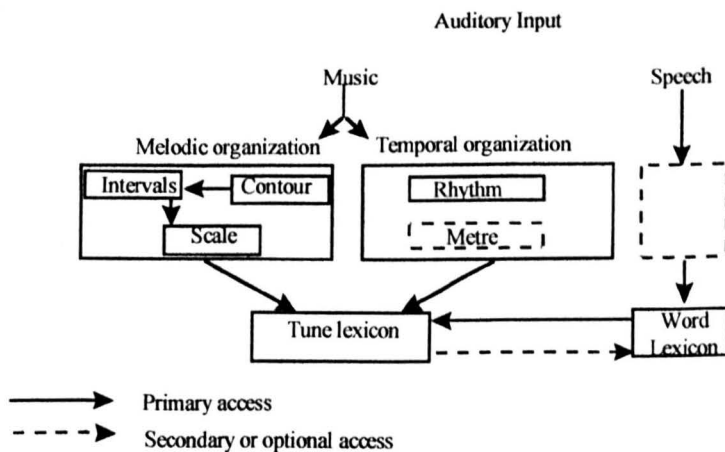 Auditory Input
Music
Speech
Melodic organization
Temporal organization
Intervals
Contour
Rhythm
Scale
Metre
Tune lexicon
Word
Lexicon
Primary access
Secondary or optional access